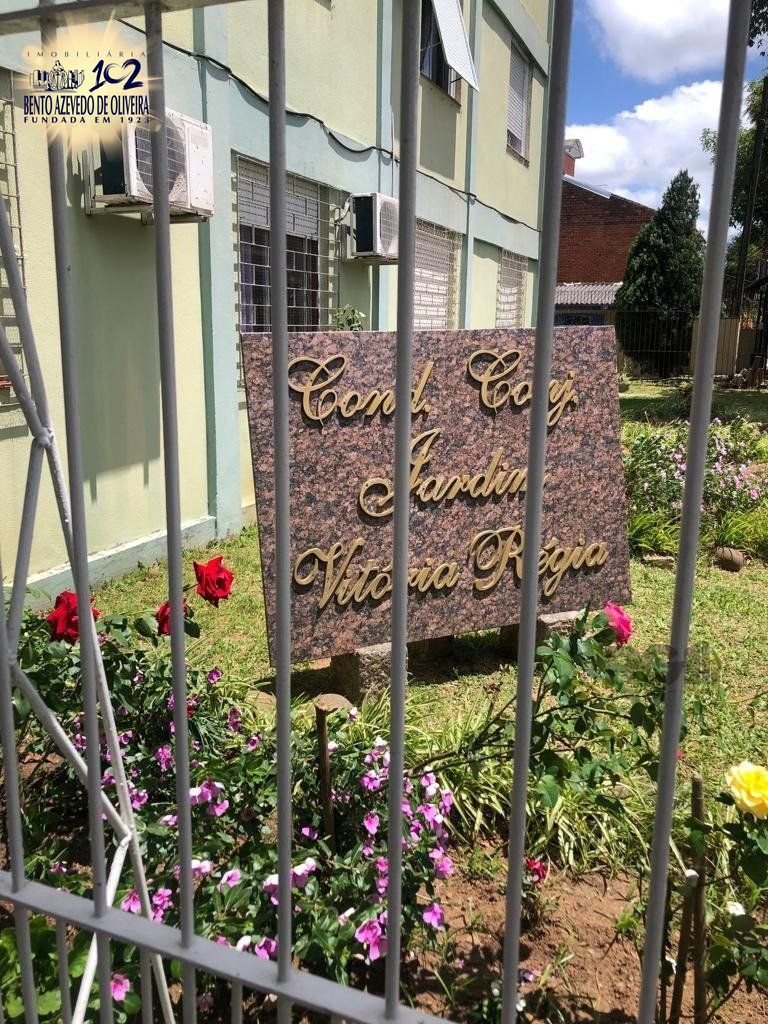 IMOBILIÁRIA
102
BENTO AZEVEDO DE OLIVEIRA
FUNDADA EM 1923
Cond. Conj.
Jardim
Vitória Régia